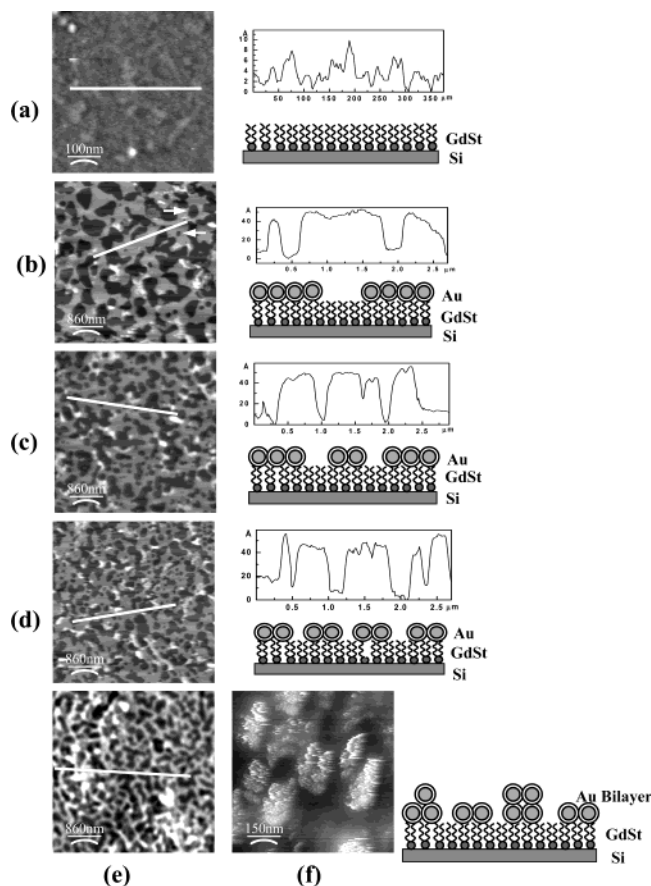 (a)
100nm
A
10
8
6
4
2
0
50 100 150 200 250 300 350 μm
GdSt
Si
(b)
860nm
A
40
20
0
0.5 1.0 1.5 2.0 μm
Au
GdSt
Si
(c)
860nm
A
40
20
0
0.5 1.0 1.5 2.0 2.5 μm
Au
GdSt
Si
(d)
860nm
A
40
20
0
0.5 1.0 1.5 2.0 2.5 μm
Au
GdSt
Si
860nm
150nm
Au Bilayer
GdSt
Si
(e) (f)